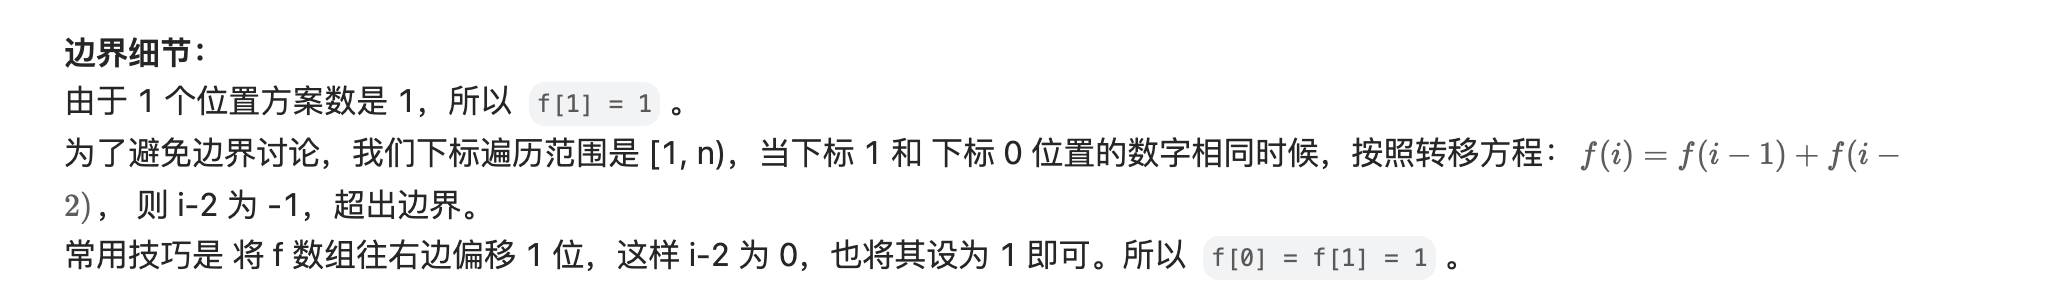 边界细节：
由于 1 个位置方案数是 1，所以 f[1] = 1 。
为了避免边界讨论，我们下标遍历范围是 [1, n)，当下标 1 和 下标 0 位置的数字相同时候，按照转移方程：f(i) = f(i − 1) + f(i −
2)， 则 i-2 为 -1，超出边界。
常用技巧是 将 f 数组往右边偏移 1 位，这样 i-2 为 0，也将其设为 1 即可。所以 f[0] = f[1] = 1 。